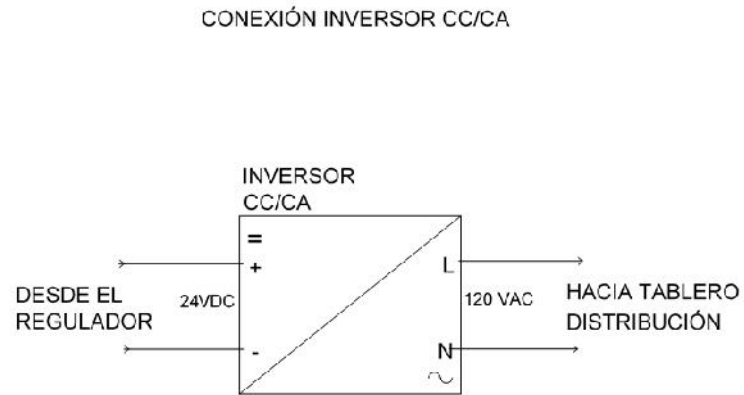 CONEXIÓN INVERSOR CC/CA
INVERSOR
CC/CA
=
+
L
DESDE EL
REGULADOR
24VDC
120 VAC
HACIA TABLERO
DISTRIBUCIÓN
-
N
~